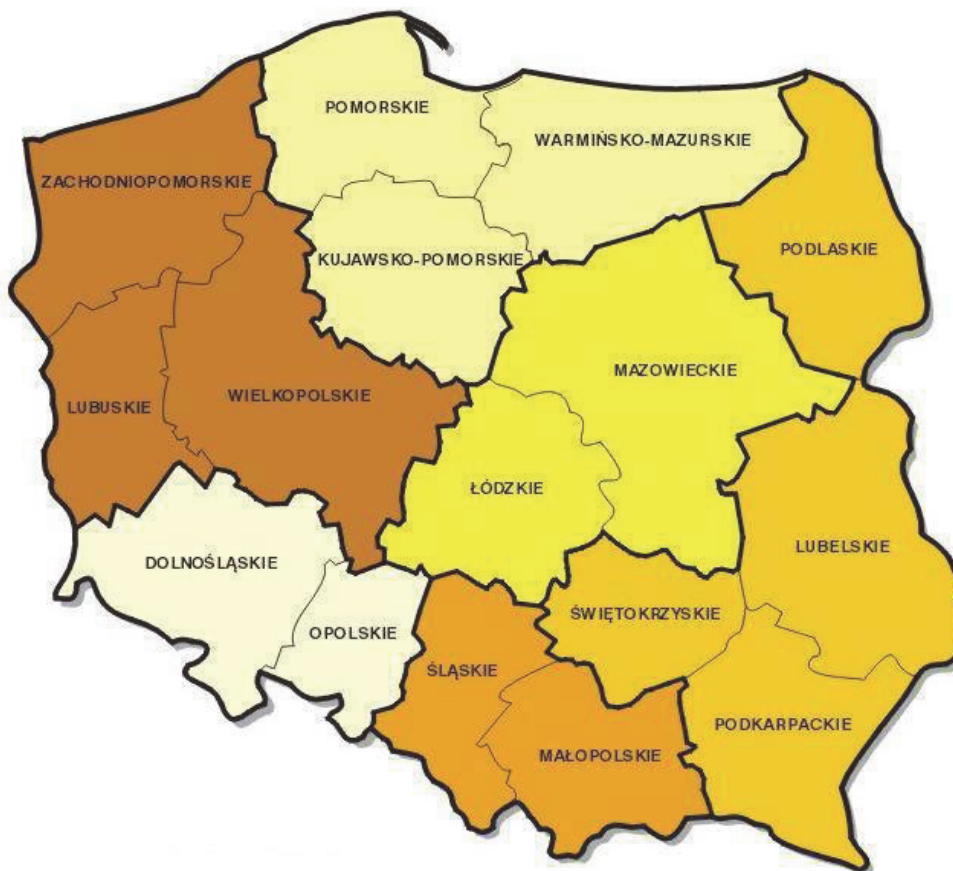 POMORSKIE
WARMIŃSKO-MAZURSKIE
ZACHODNIOPOMORSKIE
PODLASKIE
KUJAWSKO-POMORSKIE
MAZOWIECKIE
WIELKOPOLSKIE
LUBUSKIE
ŁÓDZKIE
LUBELSKIE
DOLNOŚLĄSKIE
ŚWIĘTOKRZYSKIE
OPOLSKIE
ŚLĄSKIE
PODKARPACKIE
MAŁOPOLSKIE